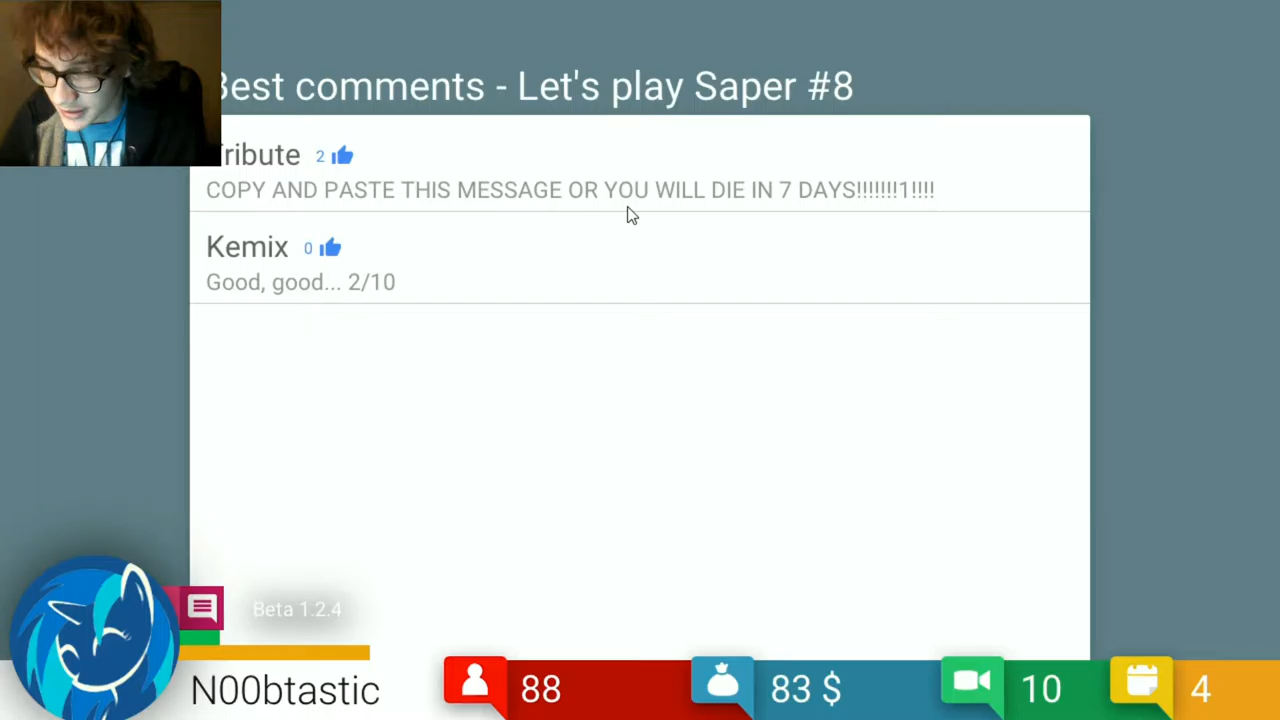 Best comments - Let's play Saper #8
Tribute 2
COPY AND PASTE THIS MESSAGE OR YOU WILL DIE IN 7 DAYS!!!!!!!1!!!!
Kemix 0
Good, good... 2/10
Beta 1.2.4
N00btastic
88
83 $
10
4